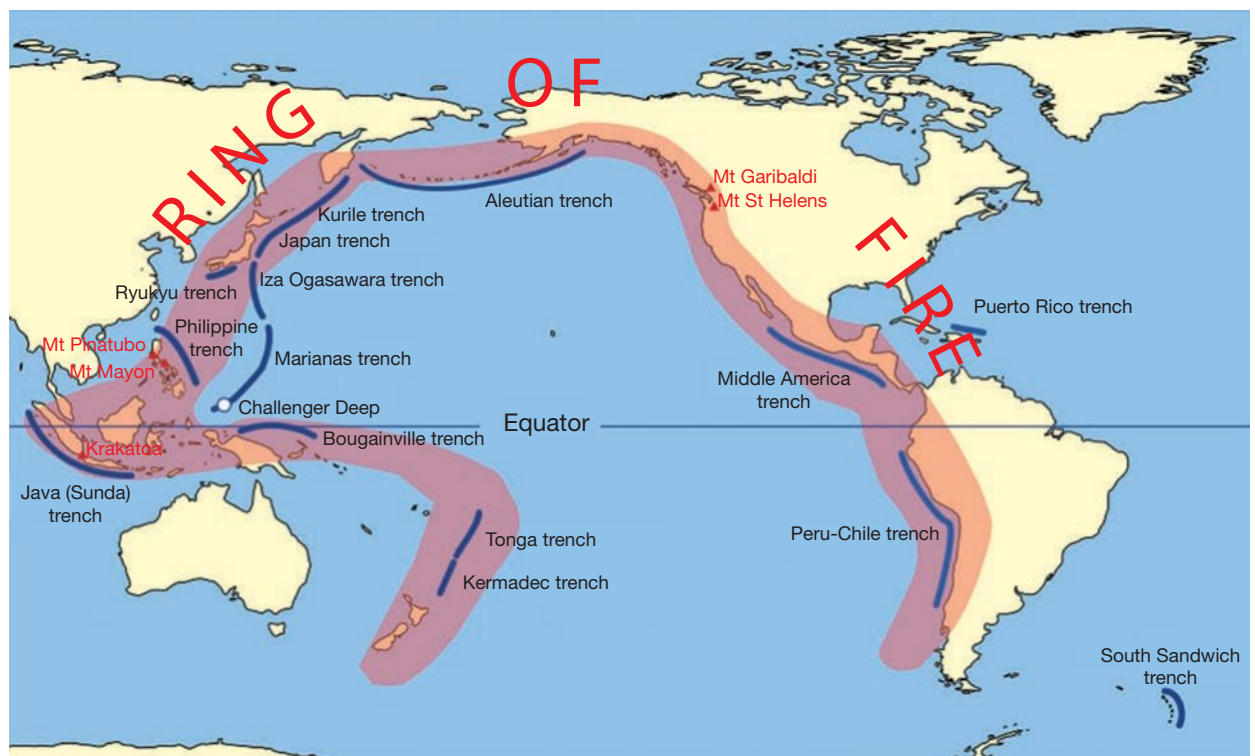 RING OF FIRE
Mt Garibaldi
Mt St Helens
Aleutian trench
Kurile trench
Japan trench
Iza Ogasawara trench
Ryukyu trench
Puerto Rico trench
Philippine
trench
Mt Pinatubo
Mt Mayon
Marianas trench
Middle America
trench
Challenger Deep
Equator
Bougainville trench
Krakatoa
Java (Sunda)
trench
Peru-Chile trench
Tonga trench
Kermadec trench
South Sandwich
trench